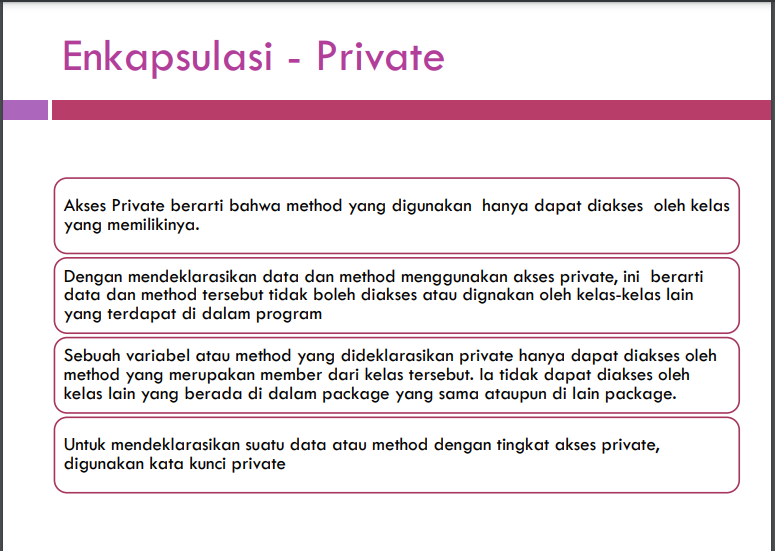 Enkapsulasi - Private
Akses Private berarti bahwa method yang digunakan hanya dapat diakses oleh kelas
yang memilikinya.
Dengan mendeklarasikan data dan method menggunakan akses private, ini berarti
data dan method tersebut tidak boleh diakses atau dignakan oleh kelas-kelas lain
yang terdapat di dalam program
Sebuah variabel atau method yang dideklarasikan private hanya dapat diakses oleh
method yang merupakan member dari kelas tersebut. Ia tidak dapat diakses oleh
kelas lain yang berada di dalam package yang sama ataupun di lain package.
Untuk mendeklarasikan suatu data atau method dengan tingkat akses private,
digunakan kata kunci private